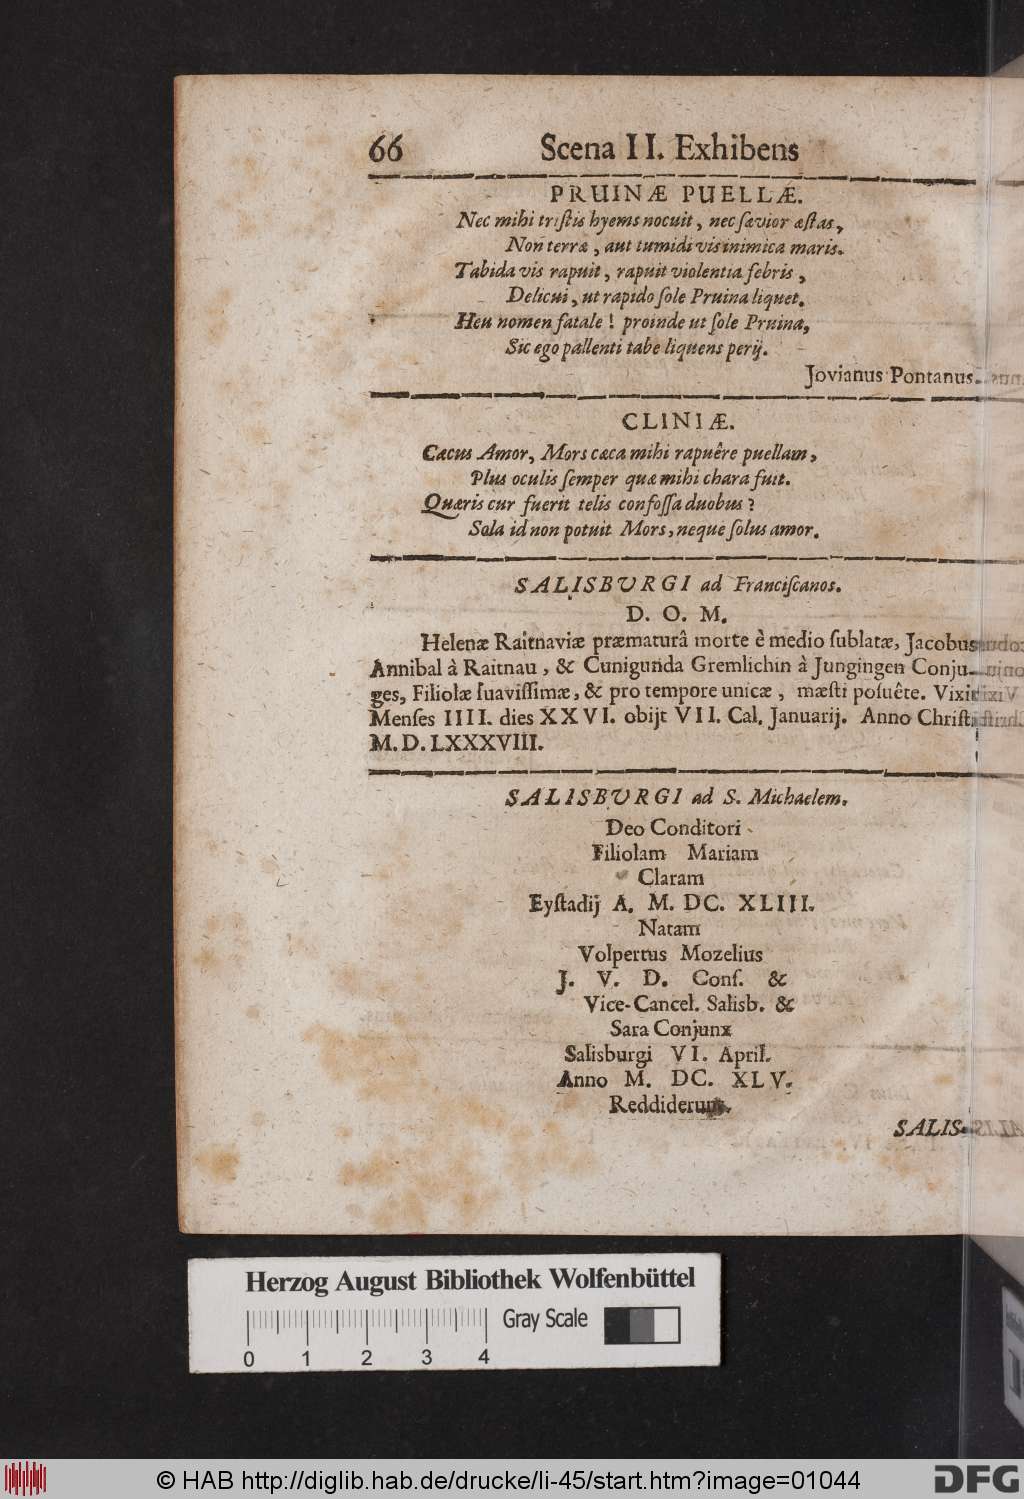 66 Scena II. Exhibens
PRUINÆ PUELLÆ.
Nec mihi tristis hyems nocuit, nec sævior æstas,
Non terræ, aut tumidi vis inimica maris.
Tabida vis rapuit, rapuit violentia febris,
Delicui, ut rapido sole Pruina liquet.
Heu nomen fatale! proinde ut sole Pruina,
Sic ego pallenti tabe liquens perij.
Jovianus Pontanus.
CLINIÆ.
Cæcus Amor, Mors cæca mihi rapuêre puellam,
Plus oculis semper quæ mihi chara fuit.
Quæris cur fuerit telis confossa duobus?
Sola id non potuit Mors, neque solus amor.
SALISBURGI ad Franciscanos.
D. O. M.
Helenæ Raitnaviæ præmaturâ morte è medio sublatæ, Jacobus
Annibal à Raitnau, & Cunigunda Gremlichin à Jungingen Conju-
ges, Filiolæ suavissimæ, & pro tempore unicæ, mæsti posuête. Vixit
Menses IIII. dies XXVI. obijt VII. Cal. Januarij. Anno Christi
M.D.LXXXVIII.
SALISBURGI ad S. Michaelem.
Deo Conditori
Filiolam Mariam
Claram
Eystadij A. M. DC. XLIII.
Natam
Volpertus Mozelius
J. V. D. Cons. &
Vice-Cancel. Salisb. &
Sara Conjunx
Salisburgi VI. April.
Anno M. DC. XLV.
Reddiderunt.
SALIS-
Herzog August Bibliothek Wolfenbüttel
Gray Scale
0 1 2 3 4
© HAB http://diglib.hab.de/drucke/li-45/start.htm?image=01044
DFG